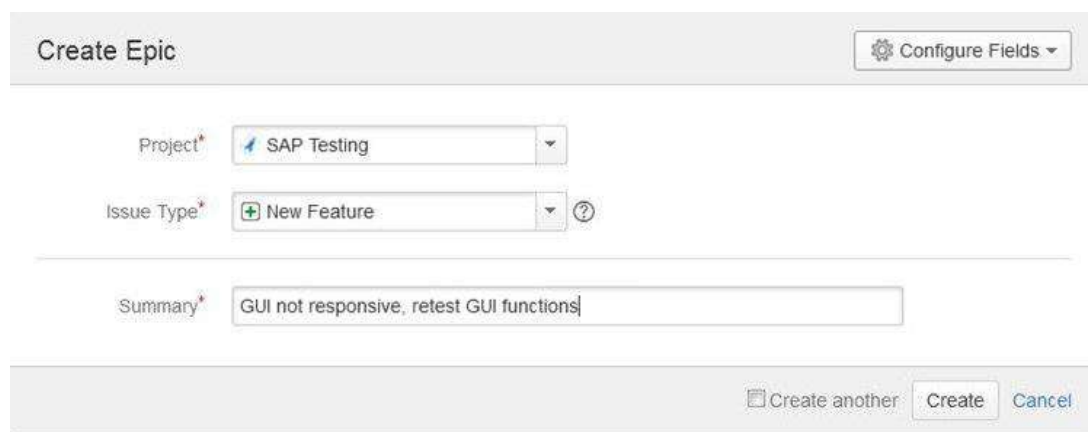 Create Epic
Configure Fields
Project*
SAP Testing
Issue Type*
New Feature
Summary*
GUI not responsive, retest GUI functions
Create another
Create
Cancel